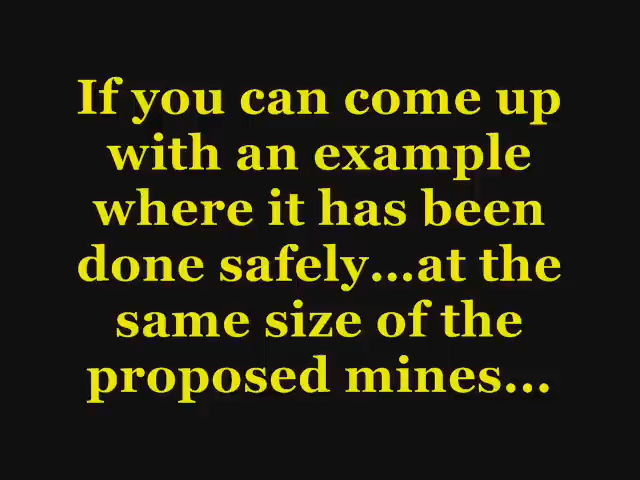 If you can come up
with an example
where it has been
done safely...at the
same size of the
proposed mines...